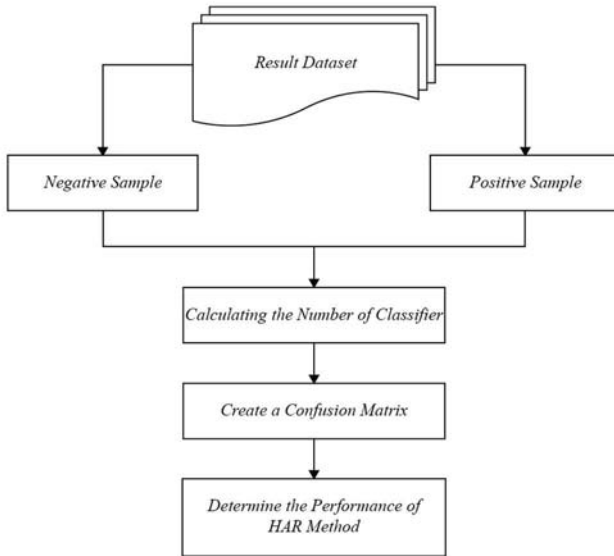 Result Dataset
Negative Sample
Positive Sample
Calculating the Number of Classifier
Create a Confusion Matrix
Determine the Performance of
HAR Method